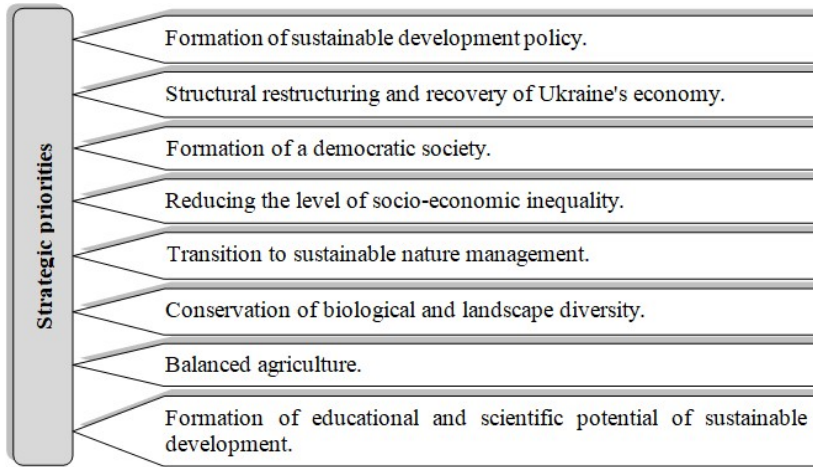 Strategic priorities
Formation of sustainable development policy.
Structural restructuring and recovery of Ukraine's economy.
Formation of a democratic society.
Reducing the level of socio-economic inequality.
Transition to sustainable nature management.
Conservation of biological and landscape diversity.
Balanced agriculture.
Formation of educational and scientific potential of sustainable
development.